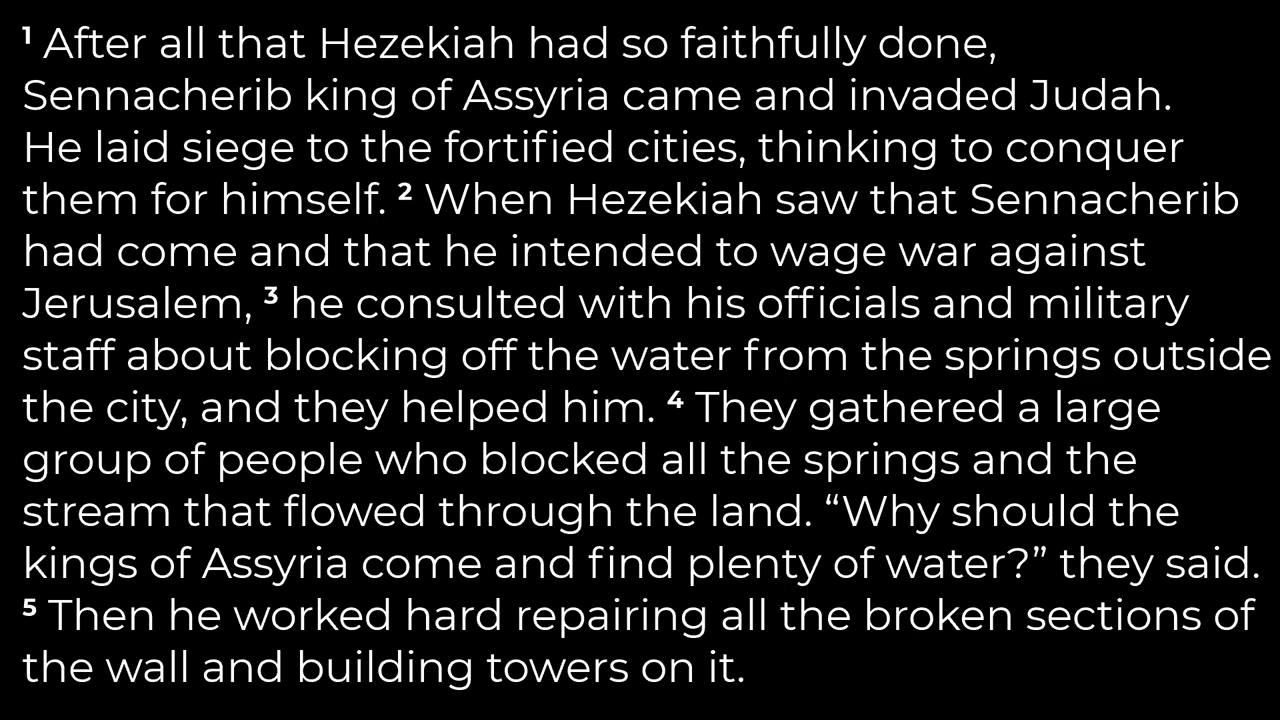 ¹ After all that Hezekiah had so faithfully done,
Sennacherib king of Assyria came and invaded Judah.
He laid siege to the fortified cities, thinking to conquer
them for himself. ² When Hezekiah saw that Sennacherib
had come and that he intended to wage war against
Jerusalem, ³ he consulted with his officials and military
staff about blocking off the water from the springs outside
the city, and they helped him. ⁴ They gathered a large
group of people who blocked all the springs and the
stream that flowed through the land. “Why should the
kings of Assyria come and find plenty of water?” they said.
⁵ Then he worked hard repairing all the broken sections of
the wall and building towers on it.